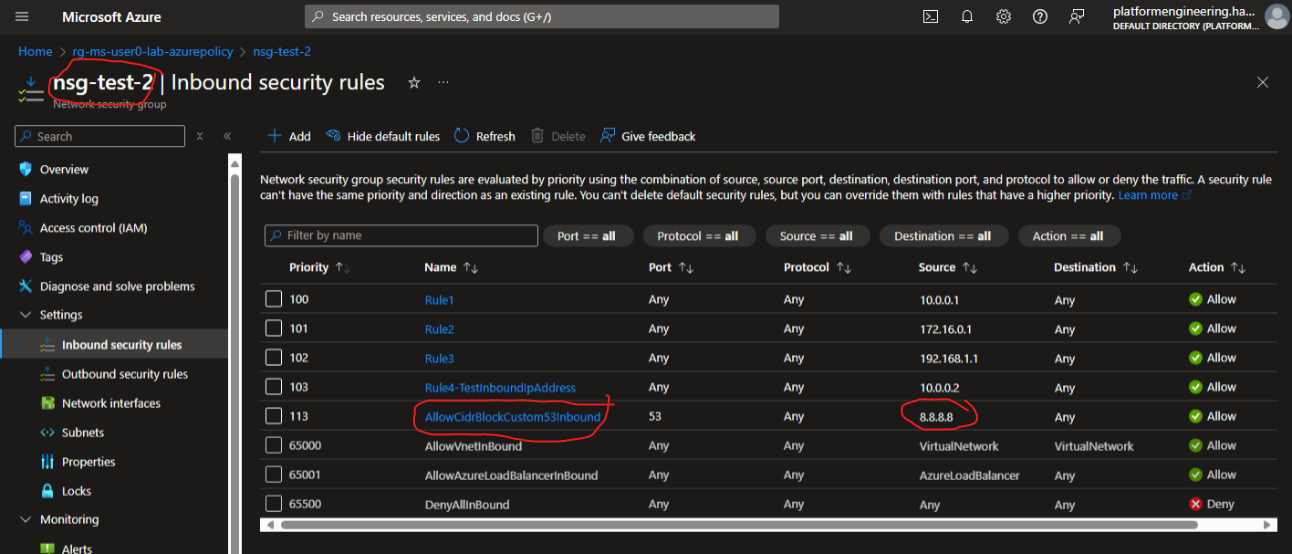 Microsoft Azure
Search resources, services, and docs (G+/)
platformengineering.ha...
DEFAULT DIRECTORY (PLATFORM...
Home > rg-ms-user0-lab-azurepolicy > nsg-test-2
nsg-test-2 | Inbound security rules
Network security group
Search
Add Hide default rules Refresh Delete Give feedback
Overview
Activity log
Access control (IAM)
Tags
Diagnose and solve problems
Settings
Inbound security rules
Outbound security rules
Network interfaces
Subnets
Properties
Locks
Monitoring
Alerts
Network security group security rules are evaluated by priority using the combination of source, source port, destination, destination port, and protocol to allow or deny the traffic. A security rule
can't have the same priority and direction as an existing rule. You can't delete default security rules, but you can override them with rules that have a higher priority. Learn more
Filter by name Port == all Protocol == all Source == all Destination == all Action == all
Priority Name Port Protocol Source Destination Action
100 Rule1 Any Any 10.0.0.1 Any Allow
101 Rule2 Any Any 172.16.0.1 Any Allow
102 Rule3 Any Any 192.168.1.1 Any Allow
103 Rule4-TestInboundIpAddress Any Any 10.0.0.2 Any Allow
113 AllowCidrBlockCustom53Inbound 53 Any 8.8.8.8 Any Allow
65000 AllowVnetInBound Any Any VirtualNetwork VirtualNetwork Allow
65001 AllowAzureLoadBalancerInBound Any Any AzureLoadBalancer Any Allow
65500 DenyAllInBound Any Any Any Any Deny